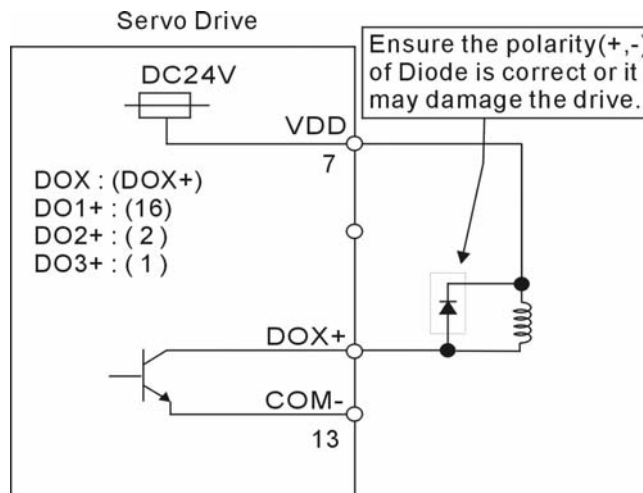 Servo Drive
Ensure the polarity(+,-)
of Diode is correct or it
may damage the drive.
DC24V
VDD
7
DOX : (DOX+)
DO1+ : (16)
DO2+ : ( 2 )
DO3+ : ( 1 )
DOX+
COM-
13